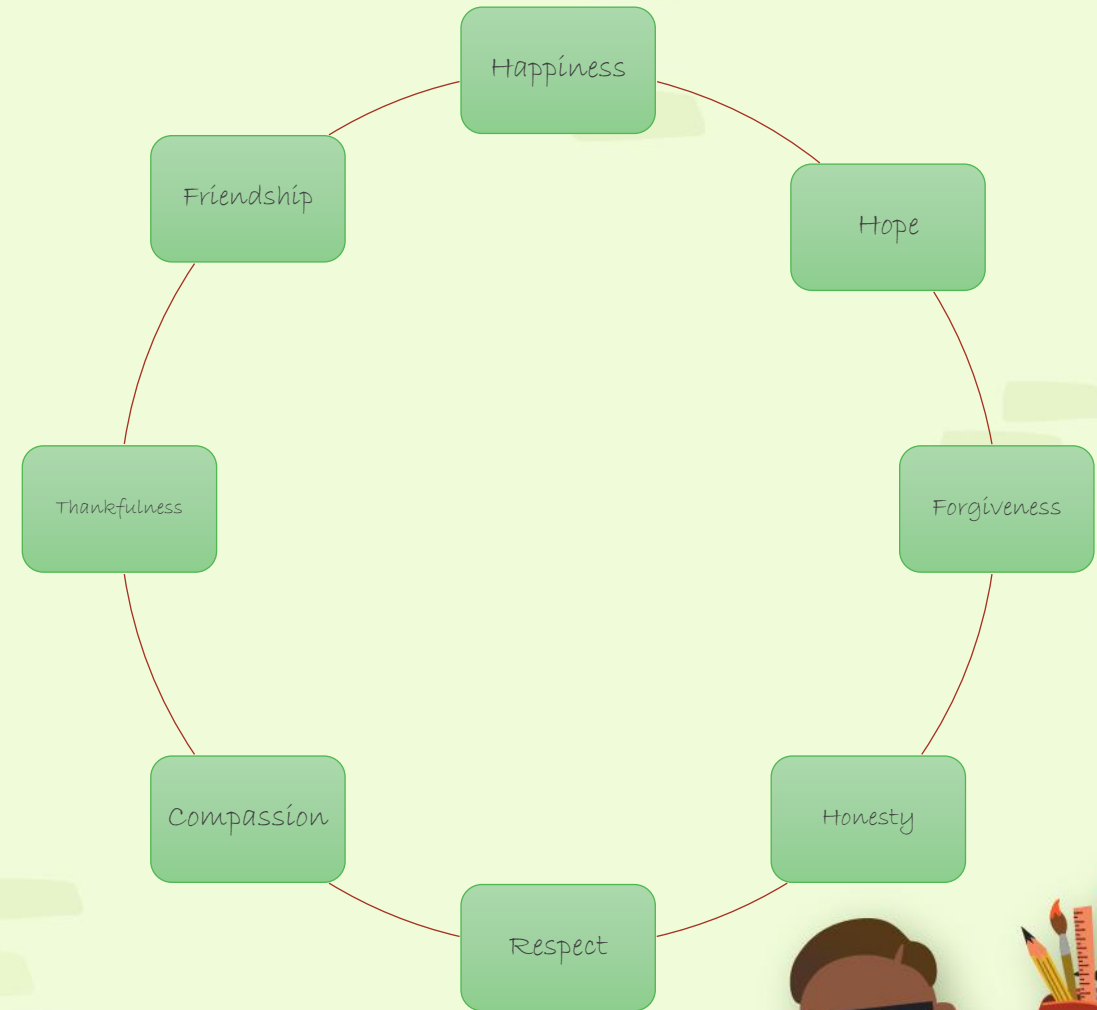 Happiness
Hope
Forgiveness
Honesty
Respect
Compassion
Thankfulness
Friendship